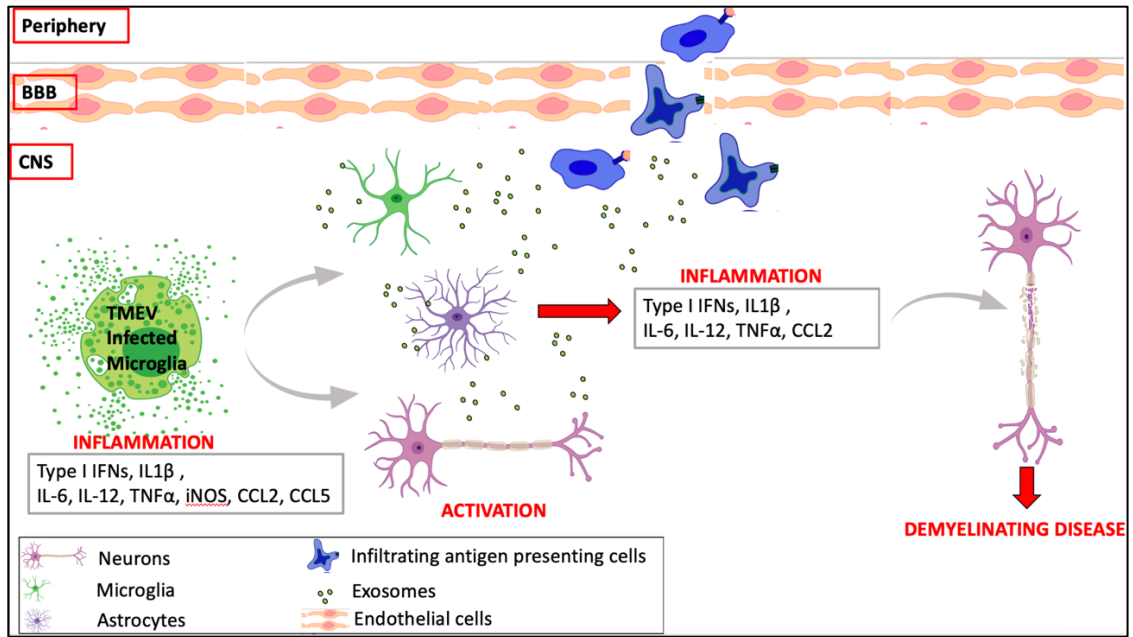 Periphery
BBB
CNS
TMEV
Infected
Microglia
INFLAMMATION
Type I IFNs, IL1β ,
IL-6, IL-12, TNFα, iNOS, CCL2, CCL5
ACTIVATION
INFLAMMATION
Type I IFNs, IL1β ,
IL-6, IL-12, TNFα, CCL2
DEMYELINATING DISEASE
Neurons
Microglia
Astrocytes
Infiltrating antigen presenting cells
Exosomes
Endothelial cells